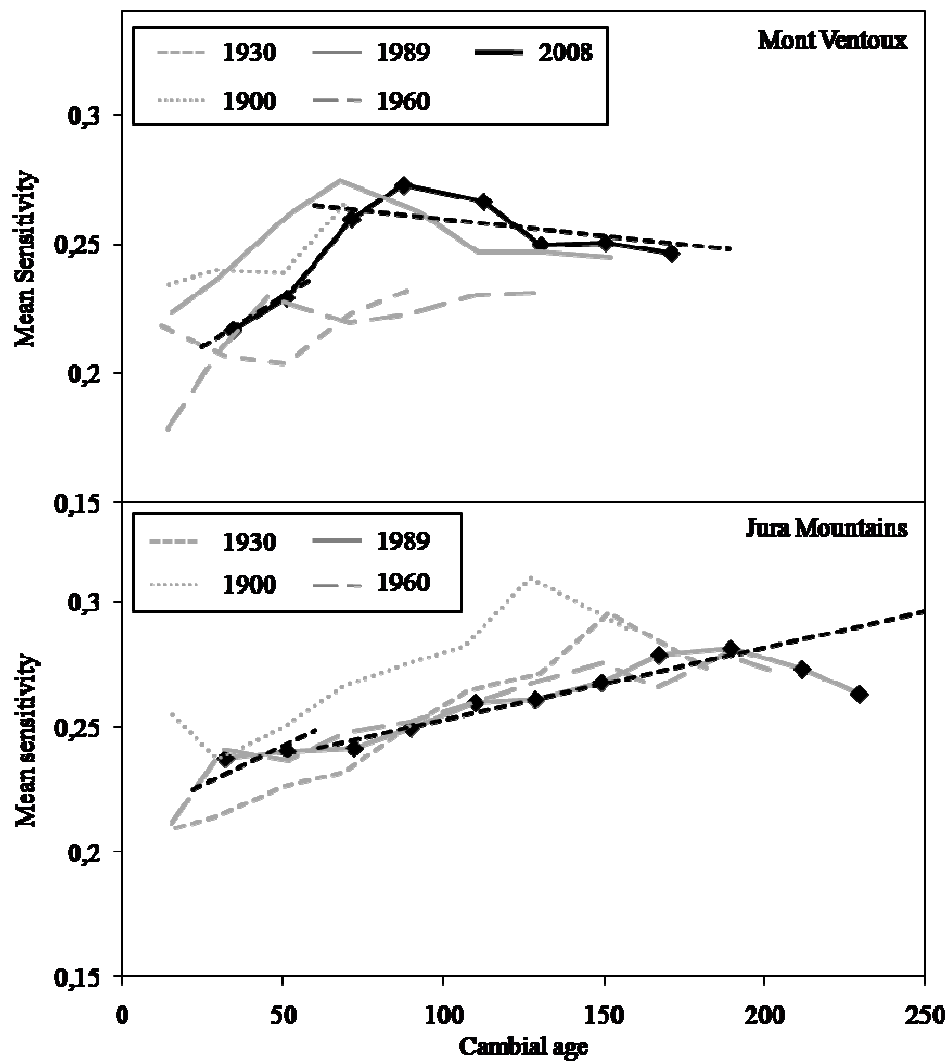 Mont Ventoux
1930 1989 2008
1900 1960
0,3
0,25
0,2
0,15
Mean Sensitivity
Jura Mountains
1930 1989
1900 1960
0,3
0,25
0,2
0,15
Mean sensitivity
0 50 100 150 200 250
Cambial age